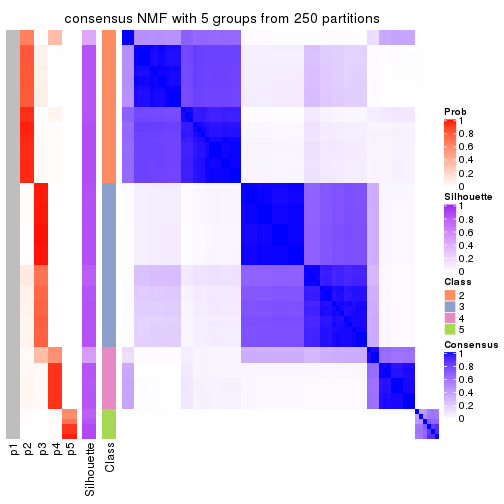 consensus NMF with 5 groups from 250 partitions
Prob
1
0.8
0.6
0.4
0.2
0
Silhouette
1
0.8
0.6
0.4
0.2
0
Class
2
3
4
5
Consensus
1
0.8
0.6
0.4
0.2
0
p1
p2
p3
p4
p5
Silhouette
Class